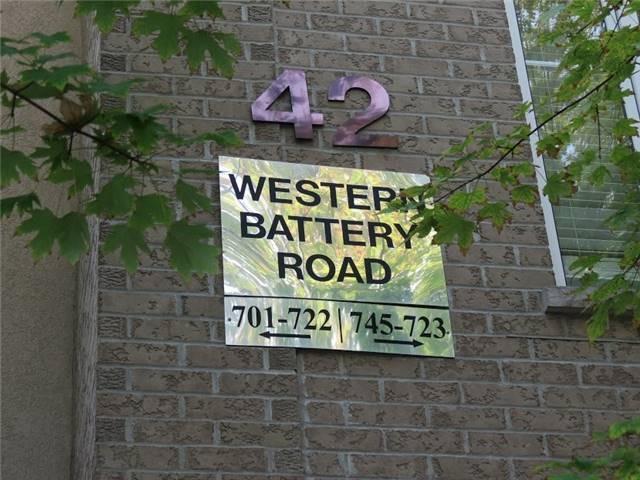 42
WESTERN
BATTERY
ROAD
701-722 | 745-723